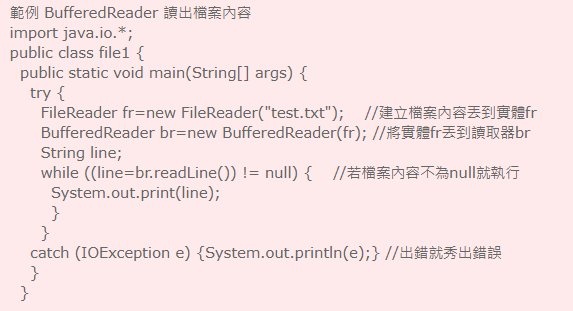 範例 BufferedReader 讀出檔案內容
import java.io.*;
public class file1 {
public static void main(String[] args) {
try {
FileReader fr=new FileReader("test.txt"); //建立檔案內容丟到實體fr
BufferedReader br=new BufferedReader(fr); //將實體fr丟到讀取器br
String line;
while ((line=br.readLine()) != null) { //若檔案內容不為null就執行
System.out.print(line);
}
}
catch (IOException e) {System.out.println(e);} //出錯就秀出錯誤
}
}